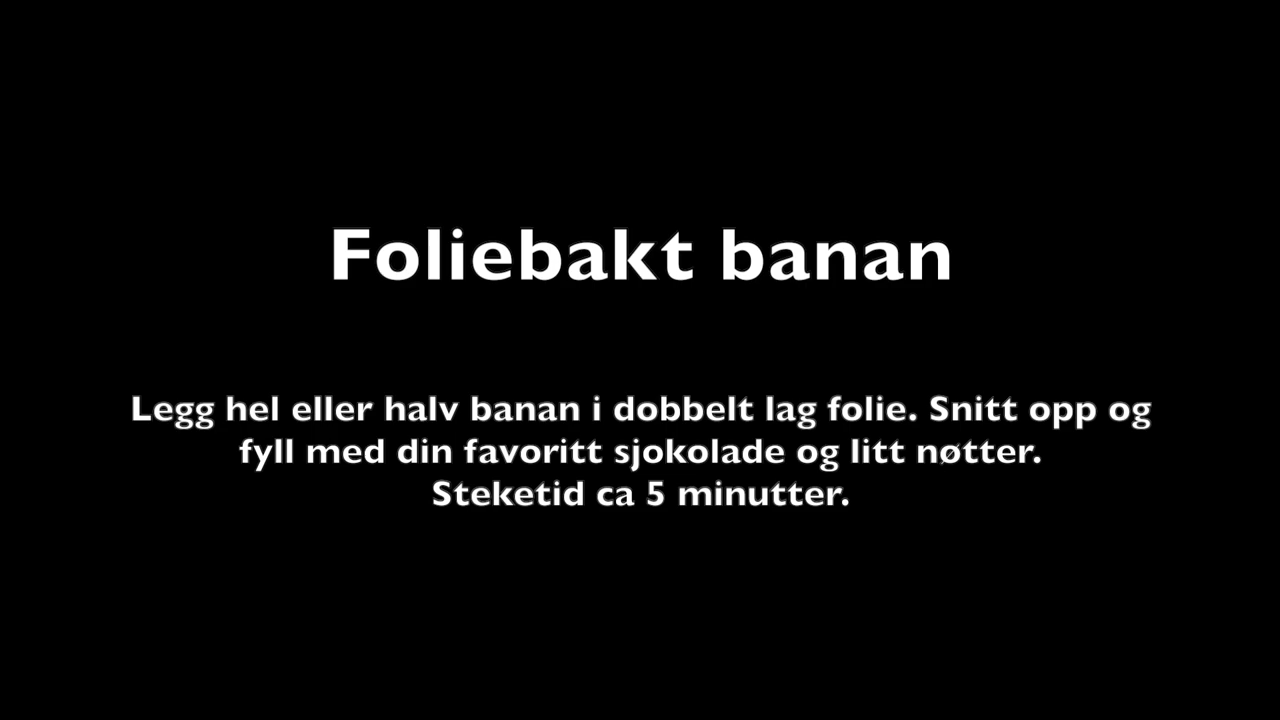 Foliebakt banan
Legg hel eller halv banan i dobbelt lag folie. Snitt opp og
fyll med din favoritt sjokolade og litt nøtter.
Steketid ca 5 minutter.